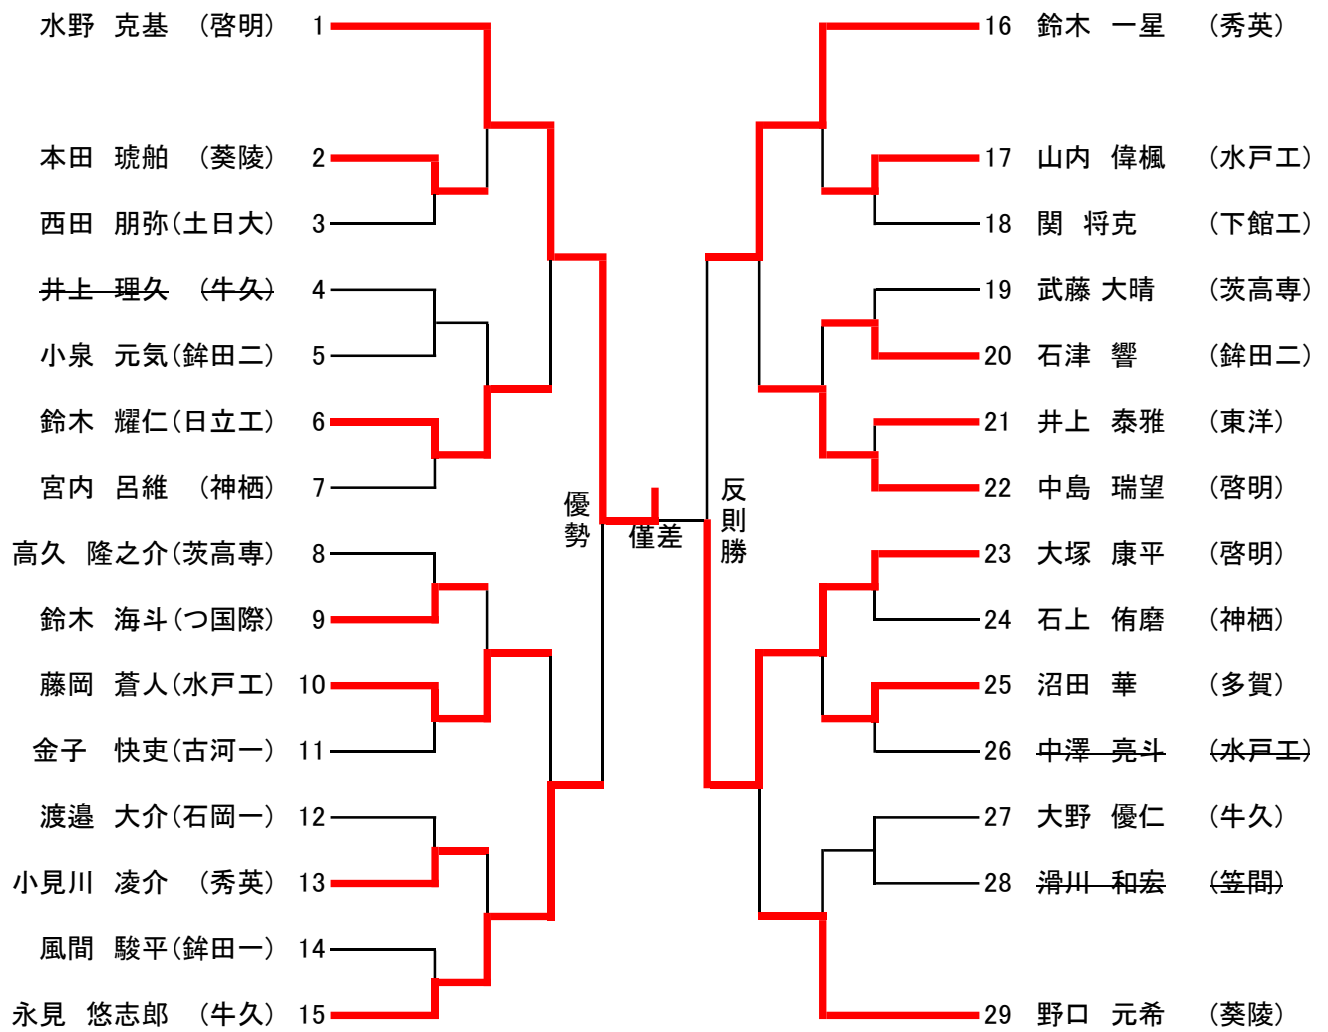 水野 克基 (啓明) 1
本田 琥舶 (葵陵) 2
西田 朋弥(土日大) 3
井上 理久 (牛久) 4
小泉 元気(鉾田二) 5
鈴木 耀仁(日立工) 6
宮内 呂維 (神栖) 7
高久 隆之介(茨高専) 8
鈴木 海斗(つ国際) 9
藤岡 蒼人(水戸工) 10
金子 快吏(古河一) 11
渡邉 大介(石岡一) 12
小見川 凌介 (秀英) 13
風間 駿平(鉾田一) 14
永見 悠志郎 (牛久) 15
優勢
僅差
反則勝
16 鈴木 一星 (秀英)
17 山内 偉楓 (水戸工)
18 関 将克 (下館工)
19 武藤 大晴 (茨高専)
20 石津 響 (鉾田二)
21 井上 泰雅 (東洋)
22 中島 瑞望 (啓明)
23 大塚 康平 (啓明)
24 石上 侑磨 (神栖)
25 沼田 華 (多賀)
26 中澤 亮斗 (水戸工)
27 大野 優仁 (牛久)
28 滑川 和宏 (笠間)
29 野口 元希 (葵陵)